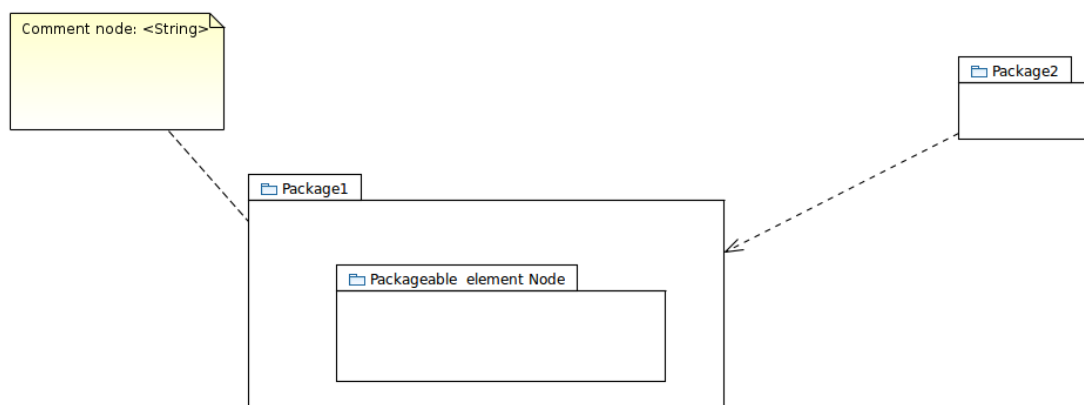 Comment node: <String>
Package2
Package1
Packageable element Node